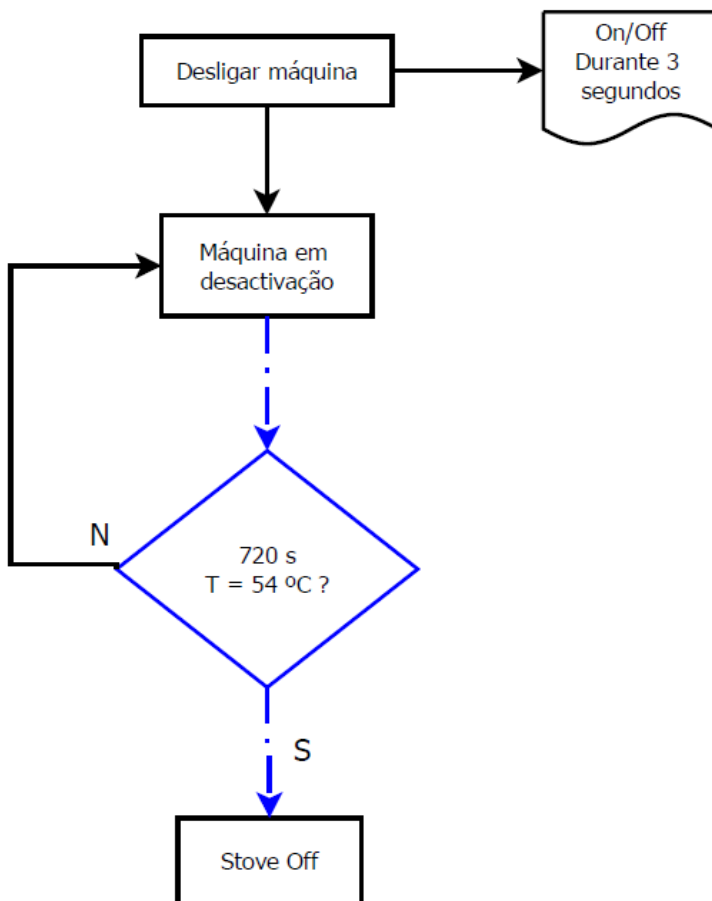 Desligar máquina
On/Off
Durante 3
segundos
Máquina em
desactivação
N
720 s
T = 54 ºC ?
S
Stove Off